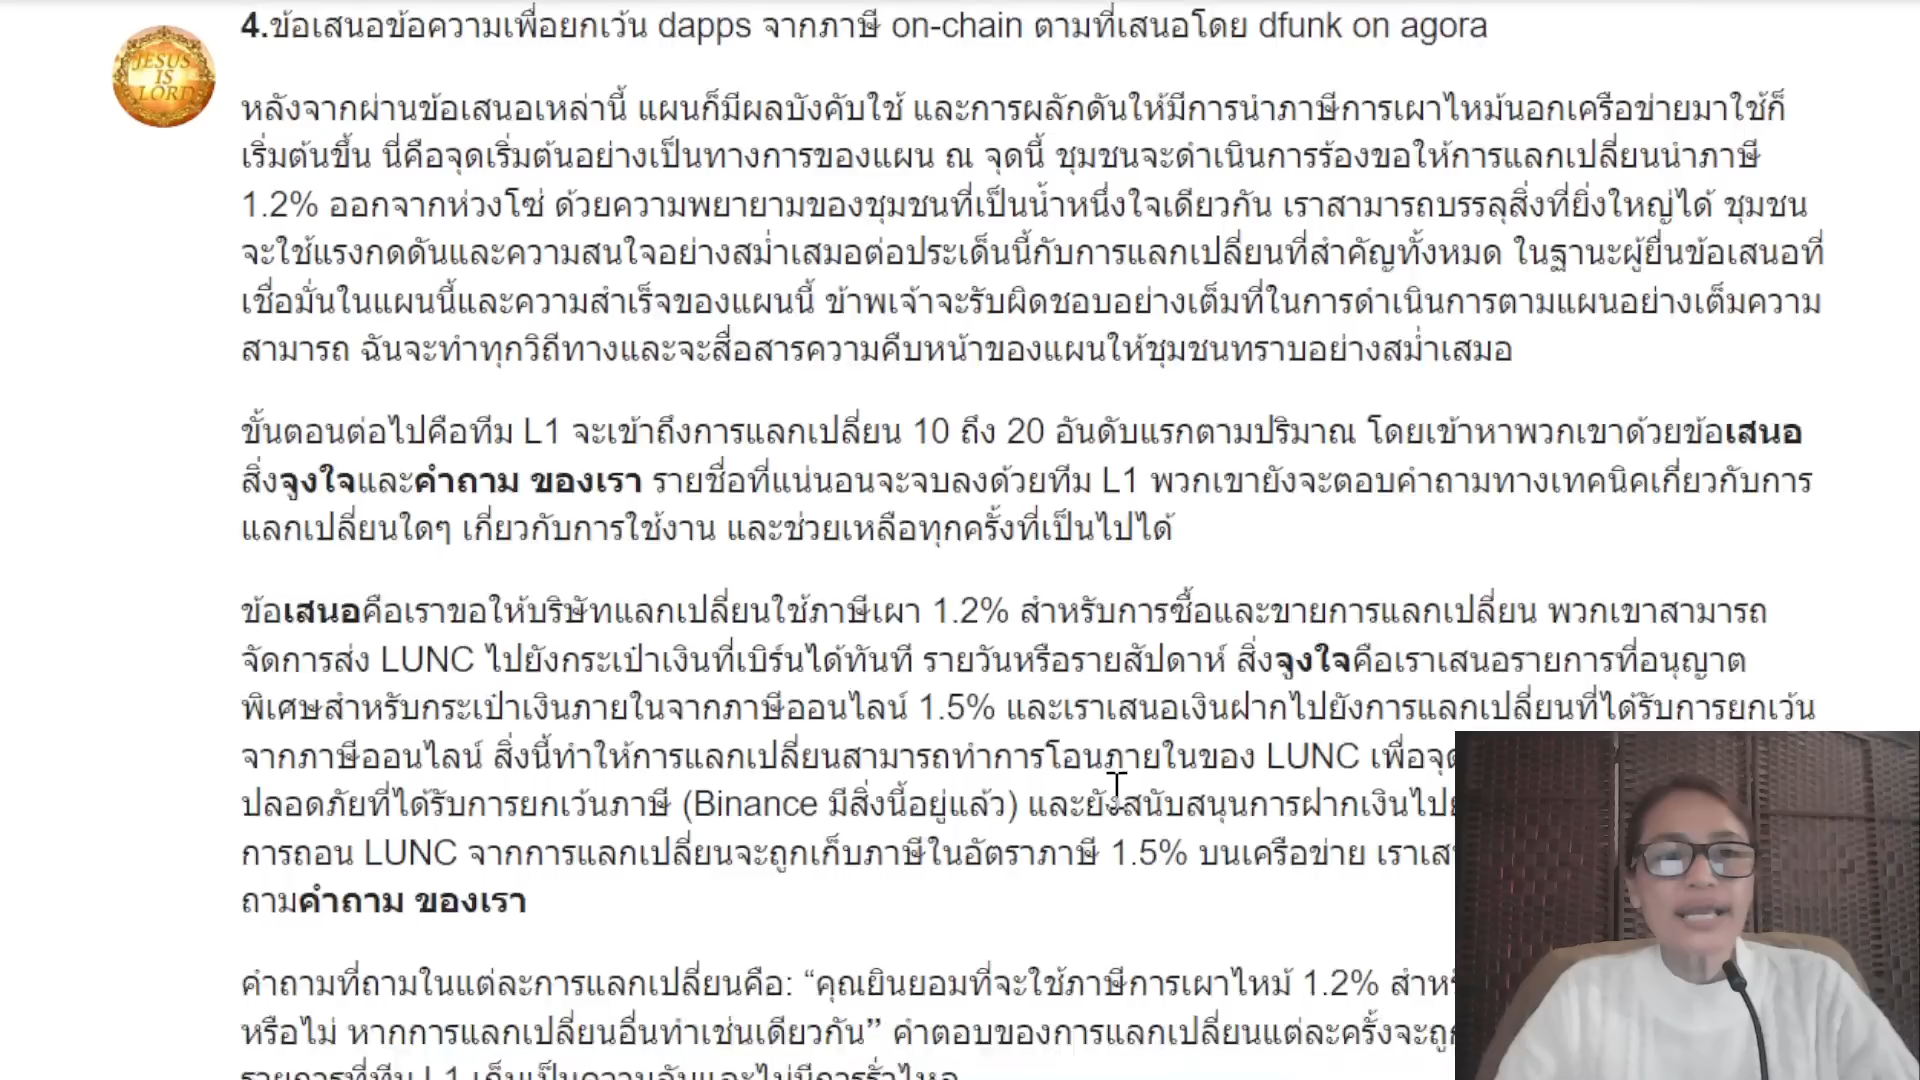 4.ข้อเสนอข้อความเพื่อยกเว้น dapps จากภาษี on-chain ตามที่เสนอโดย dfunk on agora
JESUS
IS
LORD
หลังจากผ่านข้อเสนอเหล่านี้ แผนก็มีผลบังคับใช้ และการผลักดันให้มีการนำภาษีการเผาไหม้นอกเครือข่ายมาใช้ก็
เริ่มต้นขึ้น นี่คือจุดเริ่มต้นอย่างเป็นทางการของแผน ณ จุดนี้ ชุมชนจะดำเนินการร้องขอให้การแลกเปลี่ยนนำภาษี
1.2% ออกจากห่วงโซ่ ด้วยความพยายามของชุมชนที่เป็นน้ำหนึ่งใจเดียวกัน เราสามารถบรรลุสิ่งที่ยิ่งใหญ่ได้ ชุมชน
จะใช้แรงกดดันและความสนใจอย่างสม่ำเสมอต่อประเด็นนี้กับการแลกเปลี่ยนที่สำคัญทั้งหมด ในฐานะผู้ยื่นข้อเสนอที่
เชื่อมั่นในแผนนี้และความสำเร็จของแผนนี้ ข้าพเจ้าจะรับผิดชอบอย่างเต็มที่ในการดำเนินการตามแผนอย่างเต็มความ
สามารถ ฉันจะทำทุกวิถีทางและจะสื่อสารความคืบหน้าของแผนให้ชุมชนทราบอย่างสม่ำเสมอ
ขั้นตอนต่อไปคือทีม L1 จะเข้าถึงการแลกเปลี่ยน 10 ถึง 20 อันดับแรกตามปริมาณ โดยเข้าหาพวกเขาด้วยข้อเสนอ
สิ่งจูงใจและคำถาม ของเรา รายชื่อที่แน่นอนจะจบลงด้วยทีม L1 พวกเขายังจะตอบคำถามทางเทคนิคเกี่ยวกับการ
แลกเปลี่ยนใดๆ เกี่ยวกับการใช้งาน และช่วยเหลือทุกครั้งที่เป็นไปได้
ข้อเสนอคือเราขอให้บริษัทแลกเปลี่ยนใช้ภาษีเผา 1.2% สำหรับการซื้อและขายการแลกเปลี่ยน พวกเขาสามารถ
จัดการส่ง LUNC ไปยังกระเป๋าเงินที่เบิร์นได้ทันที รายวันหรือรายสัปดาห์ สิ่งจูงใจคือเราเสนอรายการที่อนุญาต
พิเศษสำหรับกระเป๋าเงินภายในจากภาษีออนไลน์ 1.5% และเราเสนอเงินฝากไปยังการแลกเปลี่ยนที่ได้รับการยกเว้น
จากภาษีออนไลน์ สิ่งนี้ทำให้การแลกเปลี่ยนสามารถทำการโอนภายในของ LUNC เพื่อ
ปลอดภัยที่ได้รับการยกเว้นภาษี (Binance มีสิ่งนี้อยู่แล้ว) และยังสนับสนุนการฝากเงิน
การถอน LUNC จากการแลกเปลี่ยนจะถูกเก็บภาษีในอัตราภาษี 1.5% บนเครือข่าย
ถามคำถาม ของเรา
คำถามที่ถามในแต่ละการแลกเปลี่ยนคือ: “คุณยินยอมที่จะใช้ภาษีการเผาไหม้ 1.2%
หรือไม่ หากการแลกเปลี่ยนอื่นทำเช่นเดียวกัน” คำตอบของการแลกเปลี่ยนแต่ละครั้ง